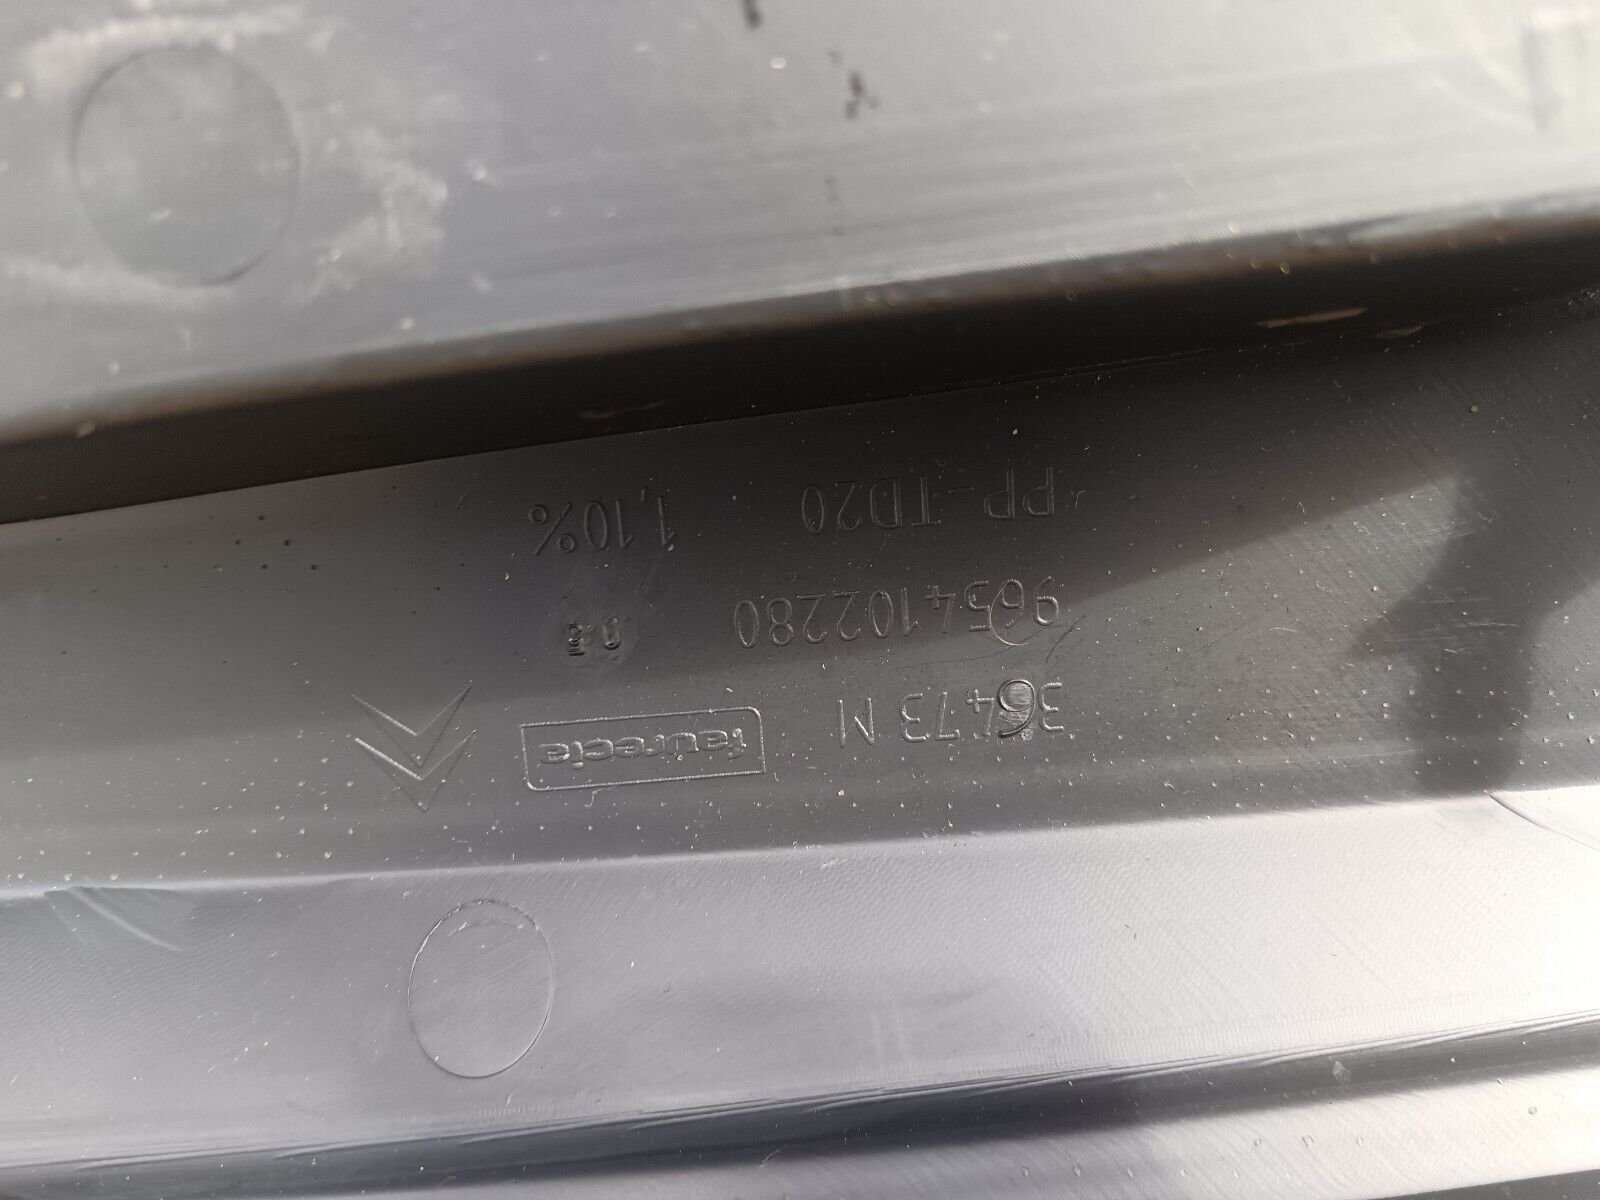 36473 M faurecia
9654102280
PP-TD20 1,10%